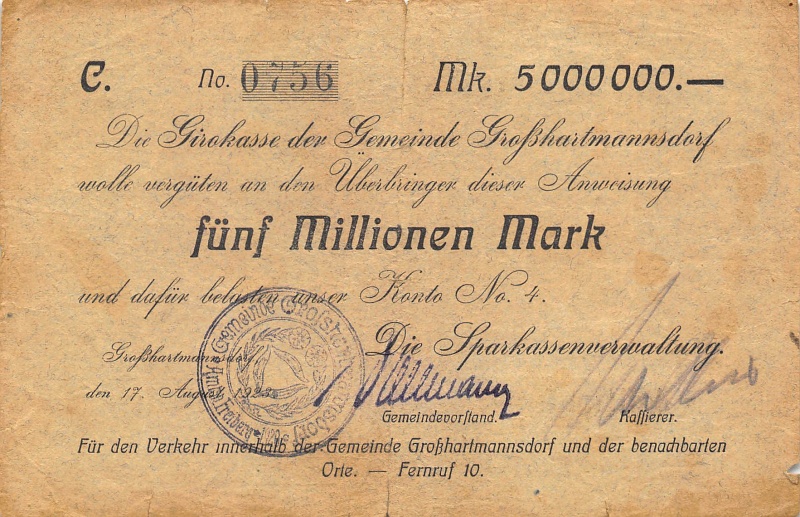 C. No. 0756 Mk. 5000000.—
Die Girokasse der Gemeinde Großhartmannsdorf
wolle vergüten an den Überbringer dieser Anweisung
fünf Millionen Mark
und dafür belasten unser Konto No. 4.
Großhartmannsdorf,
den 17. August 1923.
Die Sparkassenverwaltung.
Gemeindevorstand. Kassierer.
Für den Verkehr innerhalb der Gemeinde Großhartmannsdorf und der benachbarten
Orte. — Fernruf 10.